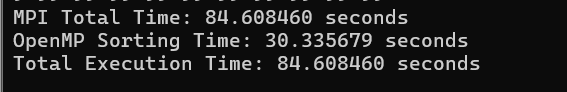 MPI Total Time: 84.608460 seconds
OpenMP Sorting Time: 30.335679 seconds
Total Execution Time: 84.608460 seconds